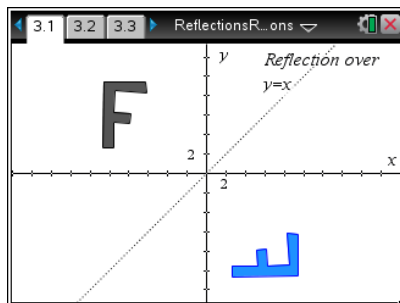 3.1 3.2 3.3 ReflectionsR...ons
y Reflection over
y=x
2 x
2
F
F